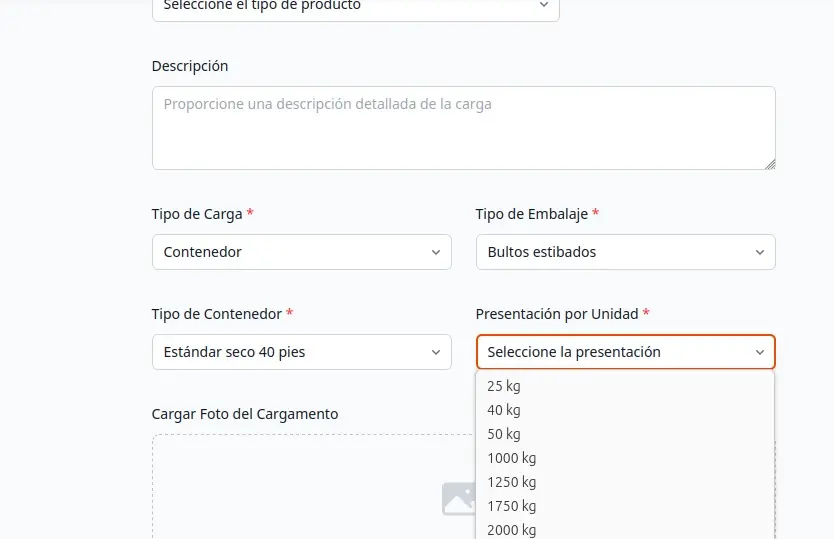 Seleccione el tipo de producto
Descripción
Proporcione una descripción detallada de la carga
Tipo de Carga *
Tipo de Embalaje *
Contenedor
Bultos estibados
Tipo de Contenedor *
Presentación por Unidad *
Estándar seco 40 pies
Seleccione la presentación
25 kg
40 kg
50 kg
1000 kg
1250 kg
1750 kg
2000 kg
Cargar Foto del Cargamento